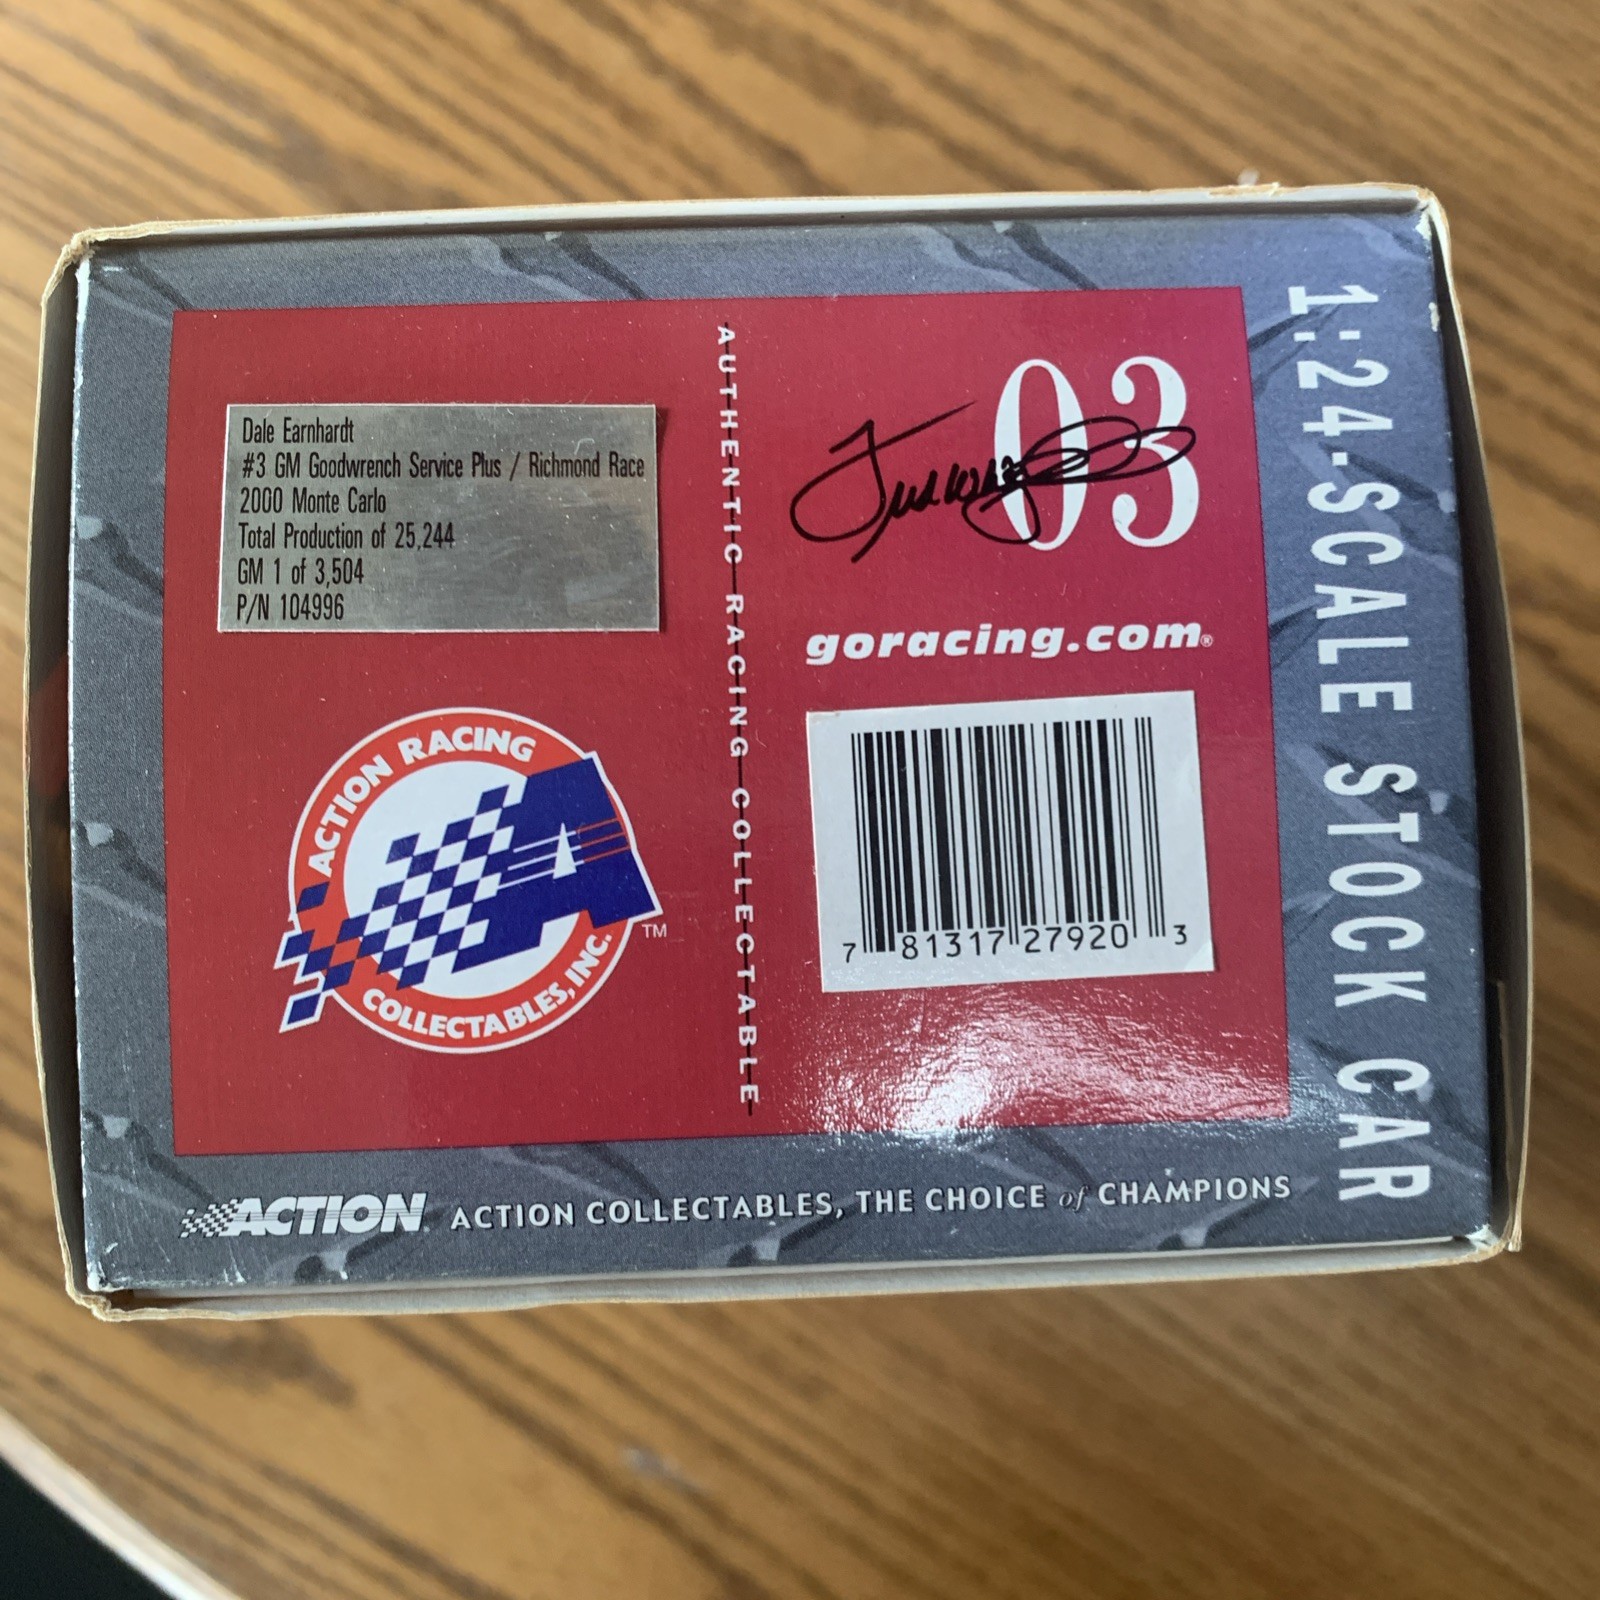 Dale Earnhardt
#3 GM Goodwrench Service Plus / Richmond Race
2000 Monte Carlo
Total Production of 25,244
GM 1 of 3,504
P/N 104996
ACTION RACING
COLLECTABLES, INC.
TM
AUTHENTIC RACING COLLECTABLE
03
goracing.com®
7 81317 27920 3
1:24-SCALE STOCK CAR
ACTION
ACTION COLLECTABLES, THE CHOICE of CHAMPIONS